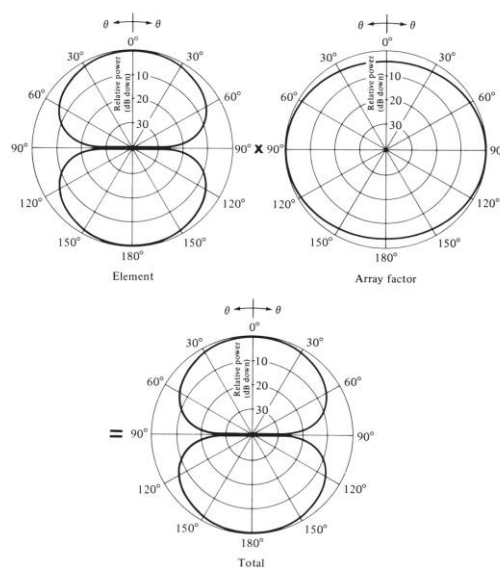 θ θ
0°
30° 30°
60° 60°
90° 90°
120° 120°
150° 150°
180°
Relative power
(dB down)
10
20
30
Element
x
θ θ
0°
30° 30°
60° 60°
90° 90
120° 120°
150° 150°
180°
Relative power
(dB down)
10
20
30
Array factor
=
θ θ
0°
30° 30°
60° 60°
90° 90°
120° 120°
150° 150°
180°
Relative power
(dB down)
10
20
30
Total